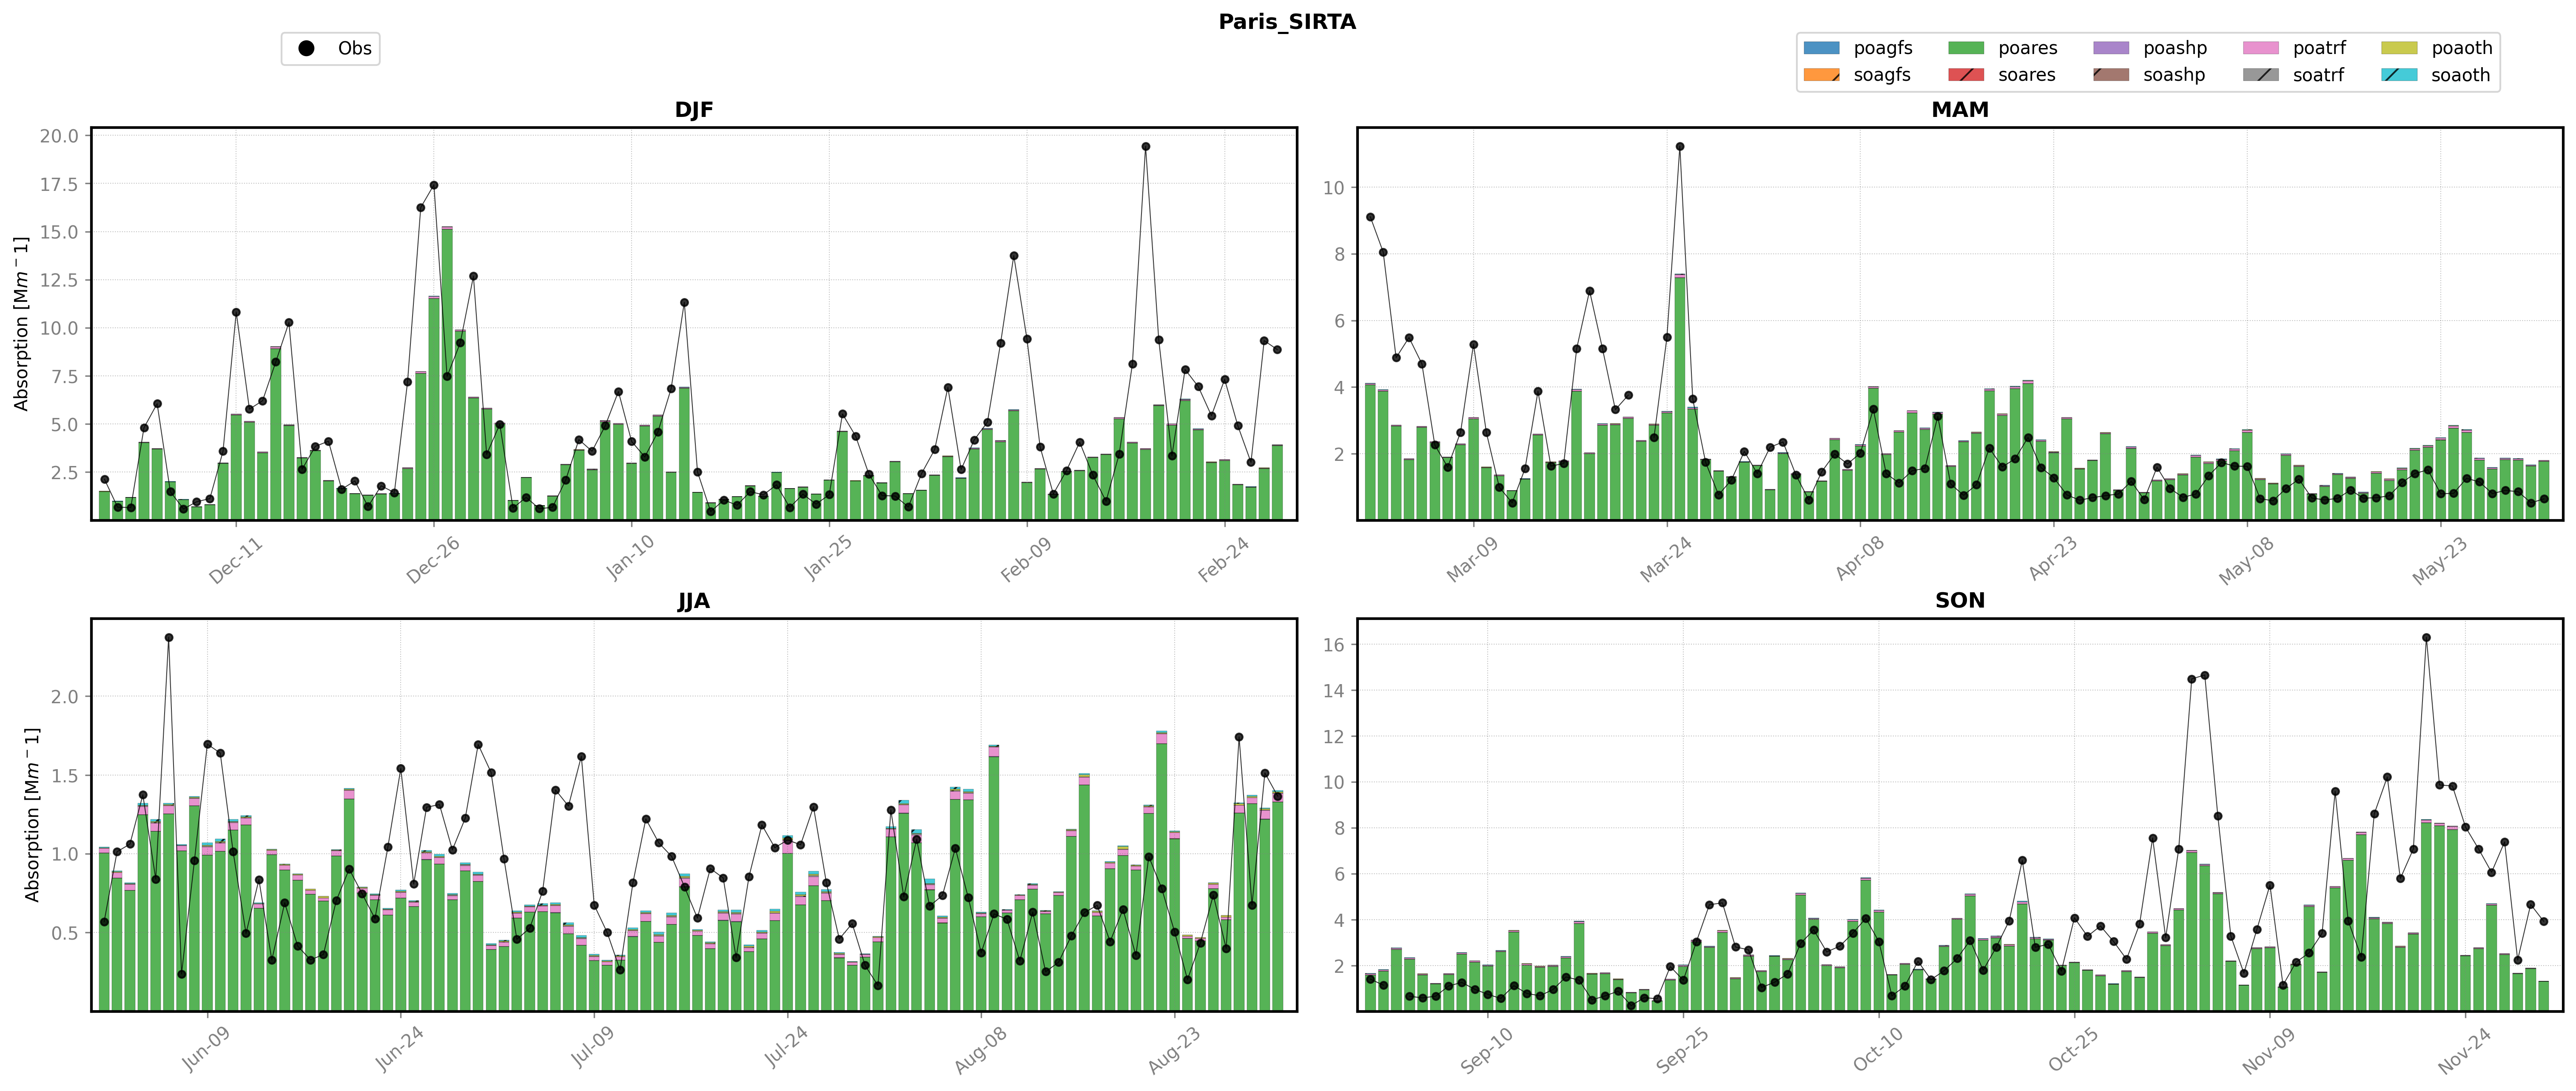 Paris_SIRTA
Obs
poagfs poares poashp poatrf poaoth
soagfs soares soashp soatrf soaoth
DJF
MAM
Absorption [Mm − 1]
20.0
17.5
15.0
12.5
10.0
7.5
5.0
2.5
Dec-11 Dec-26 Jan-10 Jan-25 Feb-09 Feb-24
10
8
6
4
2
Mar-09 Mar-24 Apr-08 Apr-23 May-08 May-23
JJA
SON
Absorption [Mm − 1]
2.0
1.5
1.0
0.5
Jun-09 Jun-24 Jul-09 Jul-24 Aug-08 Aug-23
16
14
12
10
8
6
4
2
Sep-10 Sep-25 Oct-10 Oct-25 Nov-09 Nov-24